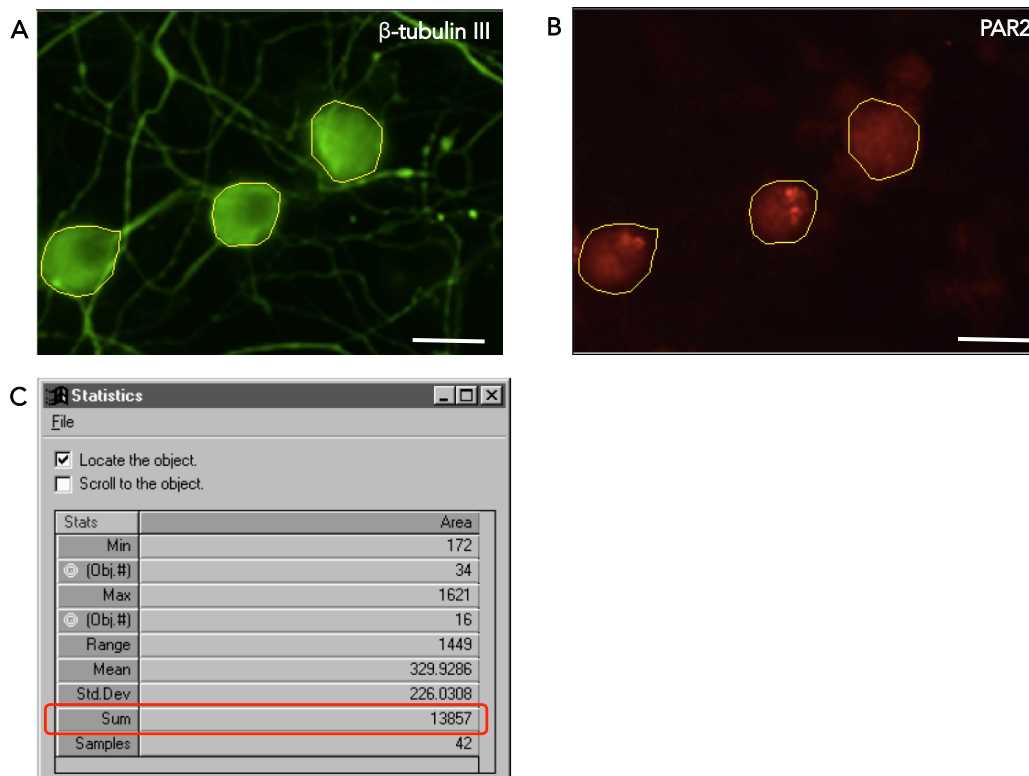 A
β-tubulin III
B
PAR2
C
Statistics
File
Locate the object.
Scroll to the object.
Stats Area
Min 172
(Obj.#) 34
Max 1621
(Obj.#) 16
Range 1449
Mean 329.9286
Std.Dev 226.0308
Sum 13857
Samples 42